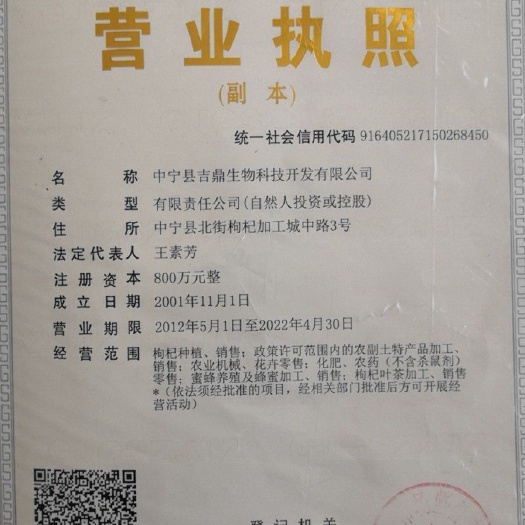 营业执照
(副 本)
统一社会信用代码 916405217150268450
名 称 中宁县吉鼎生物科技开发有限公司
类 型 有限责任公司(自然人投资或控股)
住 所 中宁县北街枸杞加工城中路3号
法定代表人 王素芳
注册资本 800万元整
成立日期 2001年11月1日
营业期限 2012年5月1日至2022年4月30日
经营范围 枸杞种植、销售；政策许可范围内的农副土特产品加工、
销售；农业机械、花卉零售；化肥、农药（不含杀鼠剂）
零售；蜜蜂养殖及蜂蜜加工、销售；枸杞叶茶加工、销售
*（依法须经批准的项目，经相关部门批准后方可开展经
营活动）
登记机关